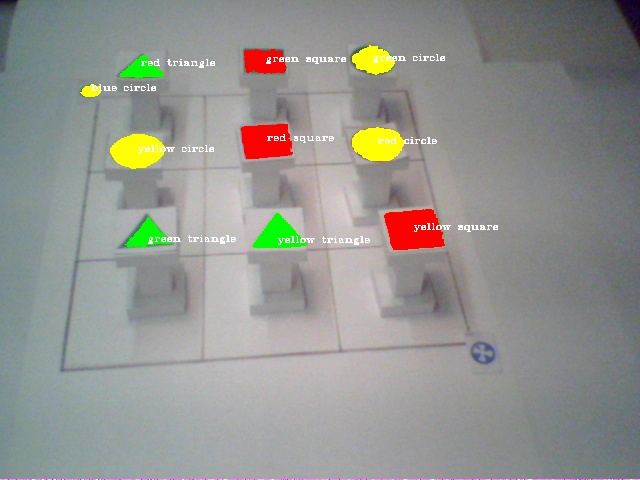 red triangle
green square
green circle
blue circle
yellow circle
red square
red circle
green triangle
yellow triangle
yellow square